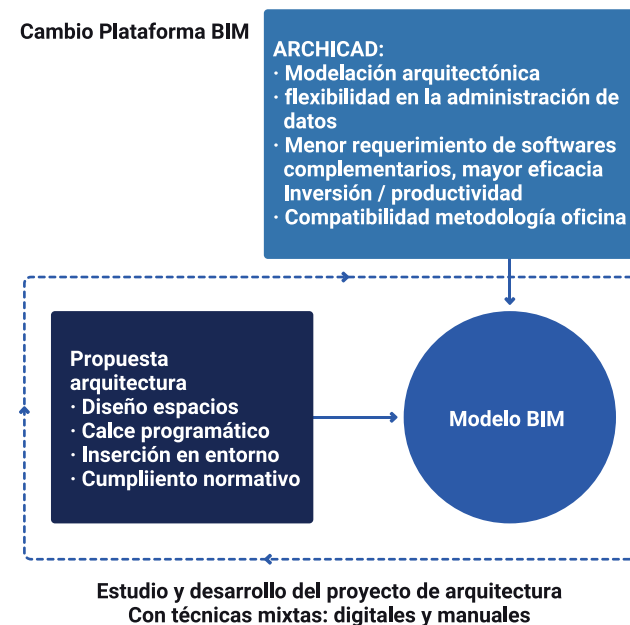 Cambio Plataforma BIM
ARCHICAD:
· Modelación arquitectónica
· flexibilidad en la administración de
datos
· Menor requerimiento de softwares
complementarios, mayor eficacia
Inversión / productividad
· Compatibilidad metodología oficina
Propuesta
arquitectura
· Diseño espacios
· Calce programático
· Inserción en entorno
· Cumpliiento normativo
Modelo BIM
Estudio y desarrollo del proyecto de arquitectura
Con técnicas mixtas: digitales y manuales